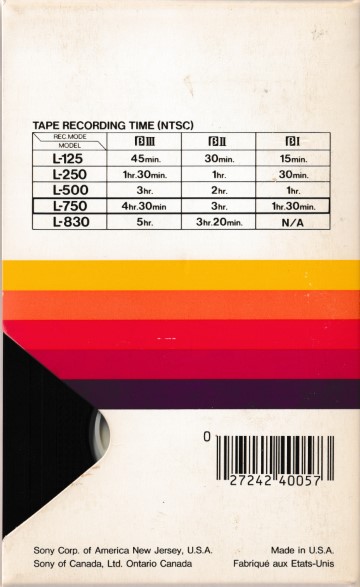 TAPE RECORDING TIME (NTSC)
REC MODE βIII βII βI
MODEL
L-125 45min. 30min. 15min.
L-250 1hr.30min. 1hr. 30min.
L-500 3hr. 2hr. 1hr.
L-750 4hr.30min 3hr. 1hr.30min.
L-830 5hr. 3hr.20min. N/A
0 27242 40057
Sony Corp. of America New Jersey, U.S.A. Made in U.S.A.
Sony of Canada, Ltd. Ontario Canada Fabriqué aux Etats-Unis